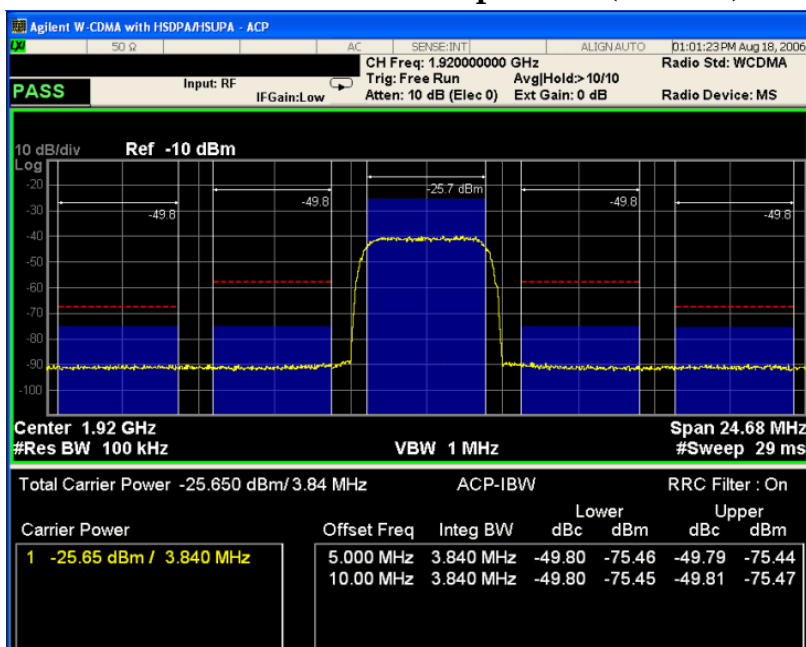 Agilent W-CDMA with HSDPA/HSUPA - ACP
LXI 50 Ω AC SENSE:INT ALIGN AUTO 01:01:23 PM Aug 18, 2006
CH Freq: 1.920000000 GHz Radio Std: WCDMA
PASS Input: RF Trig: Free Run Avg|Hold:>10/10
IFGain:Low Atten: 10 dB (Elec 0) Ext Gain: 0 dB Radio Device: MS
10 dB/div Ref -10 dBm
Log
-20
-25.7 dBm
-49.8 -49.8
-30
-49.8 -49.8
-40
-50
-60
-70
-80
-90
-100
Center 1.92 GHz Span 24.68 MHz
#Res BW 100 kHz VBW 1 MHz #Sweep 29 ms
Total Carrier Power -25.650 dBm/ 3.84 MHz ACP-IBW RRC Filter : On
Lower Upper
Carrier Power Offset Freq Integ BW dBc dBm dBc dBm
1 -25.65 dBm / 3.840 MHz 5.000 MHz 3.840 MHz -49.80 -75.46 -49.79 -75.44
10.00 MHz 3.840 MHz -49.80 -75.45 -49.81 -75.47